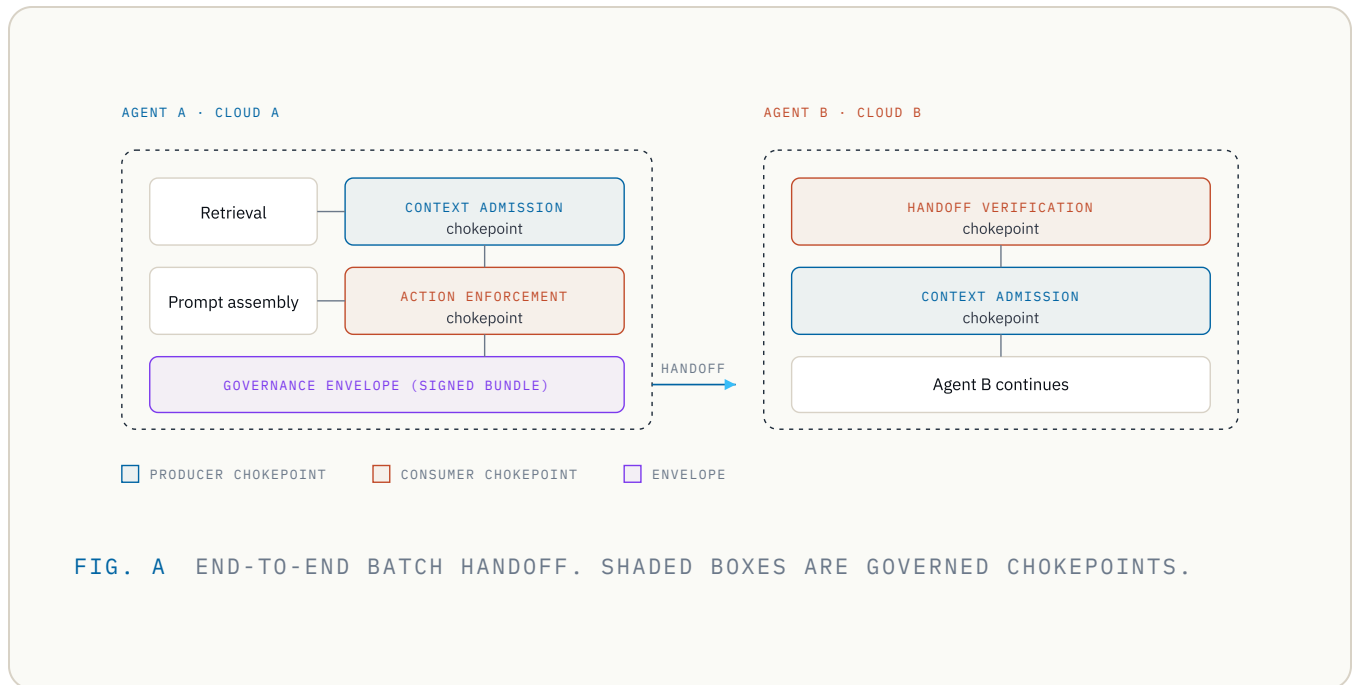 AGENT A · CLOUD A
AGENT B · CLOUD B
Retrieval
CONTEXT ADMISSION
chokepoint
Prompt assembly
ACTION ENFORCEMENT
chokepoint
GOVERNANCE ENVELOPE (SIGNED BUNDLE)
HANDOFF
HANDOFF VERIFICATION
chokepoint
CONTEXT ADMISSION
chokepoint
Agent B continues
PRODUCER CHOKEPOINT
CONSUMER CHOKEPOINT
ENVELOPE
FIG. A END-TO-END BATCH HANDOFF. SHADED BOXES ARE GOVERNED CHOKEPOINTS.